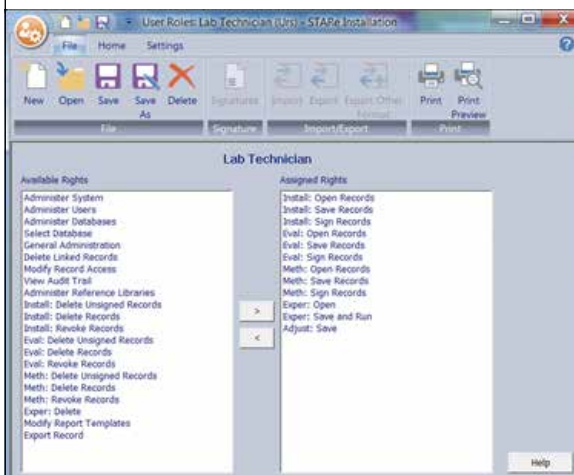 User Roles: Lab Technician (Urs) - STARe Installation
File Home Settings
New Open Save Save As Delete Signatures Import Export Export Other Format Print Print Preview
File Signature Import/Export Print
Lab Technician
Available Rights
Administer System
Administer Users
Administer Databases
Select Database
General Administration
Delete Linked Records
Modify Record Access
View Audit Trail
Administer Reference Libraries
Install: Delete Unsigned Records
Install: Delete Records
Install: Revoke Records
Eval: Delete Unsigned Records
Eval: Delete Records
Eval: Revoke Records
Meth: Delete Unsigned Records
Meth: Delete Records
Meth: Revoke Records
Exper: Delete
Modify Report Templates
Export Record
>
<
Assigned Rights
Install: Open Records
Install: Save Records
Install: Sign Records
Eval: Open Records
Eval: Save Records
Eval: Sign Records
Meth: Open Records
Meth: Save Records
Meth: Sign Records
Exper: Open
Exper: Save and Run
Adjust: Save
Help